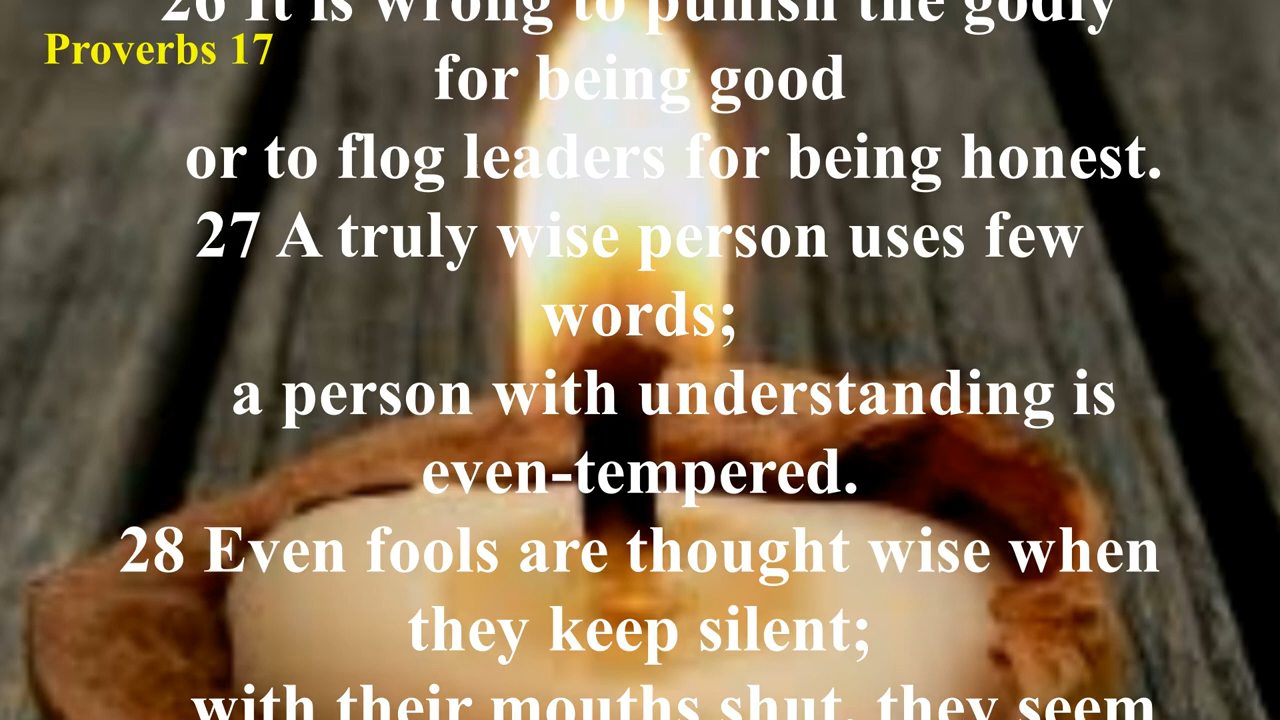 26 It is wrong to punish the godly
Proverbs 17
for being good
or to flog leaders for being honest.
27 A truly wise person uses few
words;
a person with understanding is
even-tempered.
28 Even fools are thought wise when
they keep silent;
with their mouths shut, they seem